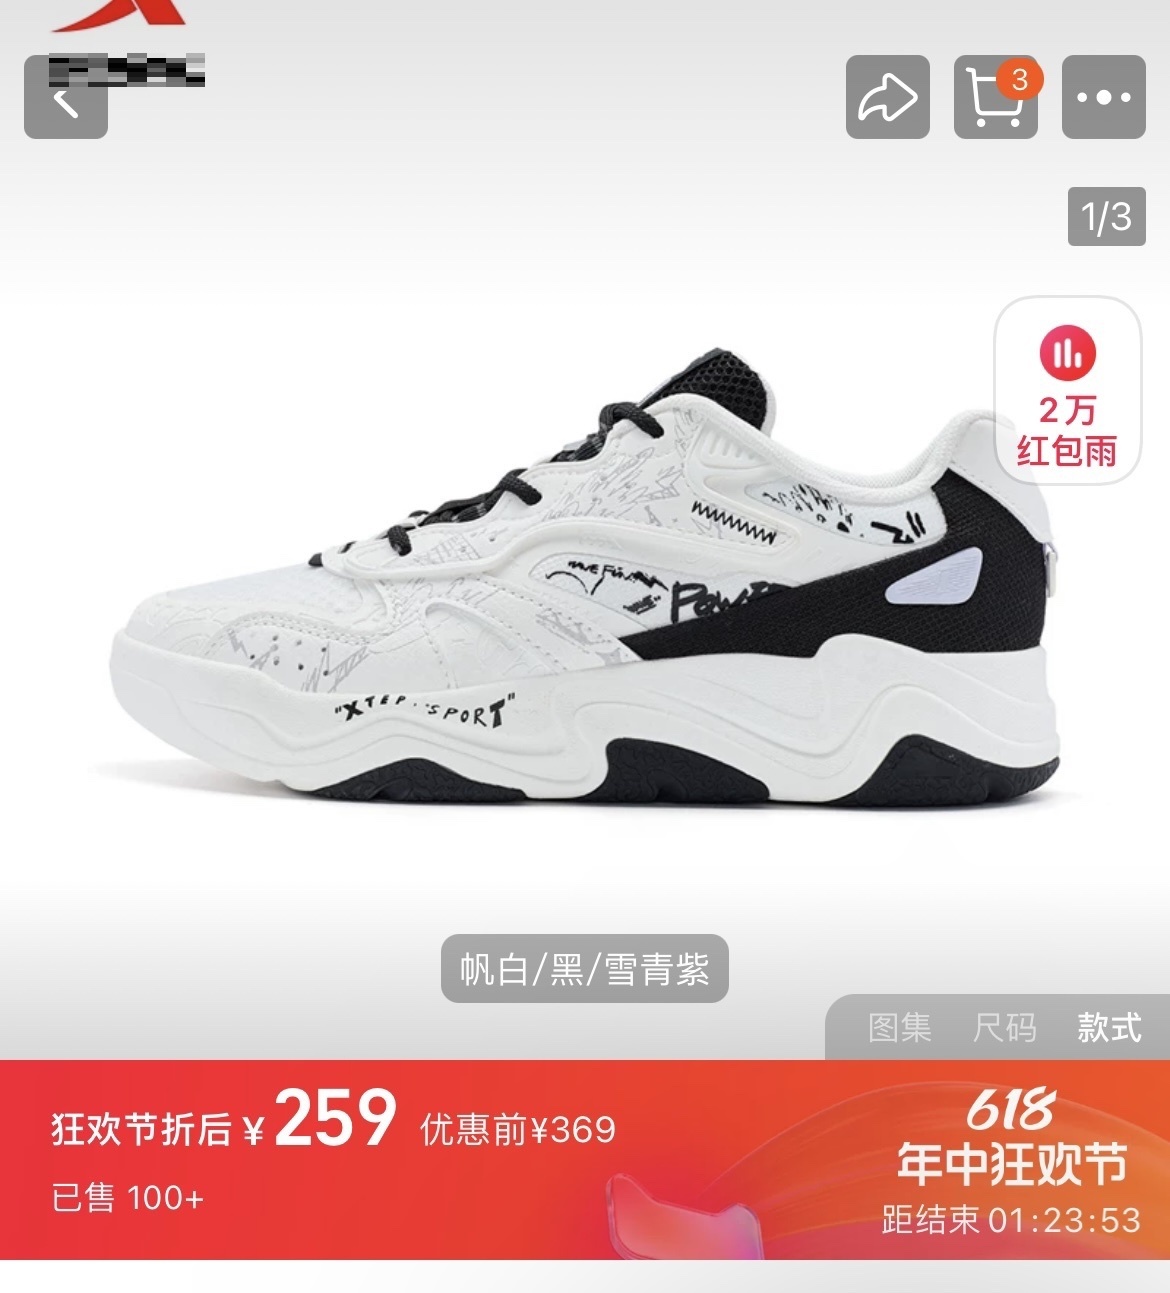 3
1/3
2万
红包雨
"XTEP. "SPORT"
帆白/黑/雪青紫
图集 尺码 款式
狂欢节折后 ¥259 优惠前¥369
已售 100+
618
年中狂欢节
距结束 01:23:53